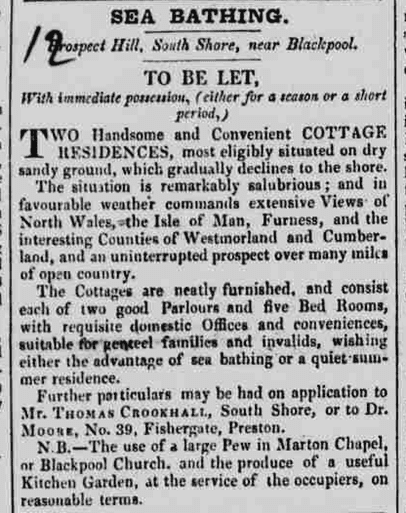 SEA BATHING.
12
Prospect Hill, South Shore, near Blackpool.
TO BE LET,
With immediate possession, (either for a season or a short
period,)
TWO Handsome and Convenient COTTAGE
RESIDENCES, most eligibly situated on dry
sandy ground, which gradually declines to the shore.
The situation is remarkably salubrious; and in
favourable weather commands extensive Views of
North Wales, the Isle of Man, Furness, and the
interesting Counties of Westmorland and Cumber-
land, and an uninterrupted prospect over many miles
of open country.
The Cottages are neatly furnished, and consist
each of two good Parlours and five Bed Rooms,
with requisite domestic Offices and conveniences,
suitable for genteel families and invalids, wishing
either the advantage of sea bathing or a quiet sum-
mer residence.
Further particulars may be had on application to
Mr. THOMAS CROOKHALL, South Shore, or to Dr.
MOORE, No. 39, Fishergate, Preston.
N.B.—The use of a large Pew in Marton Chapel,
or Blackpool Church. and the produce of a useful
Kitchen Garden, at the service of the occupiers, on
reasonable terms.